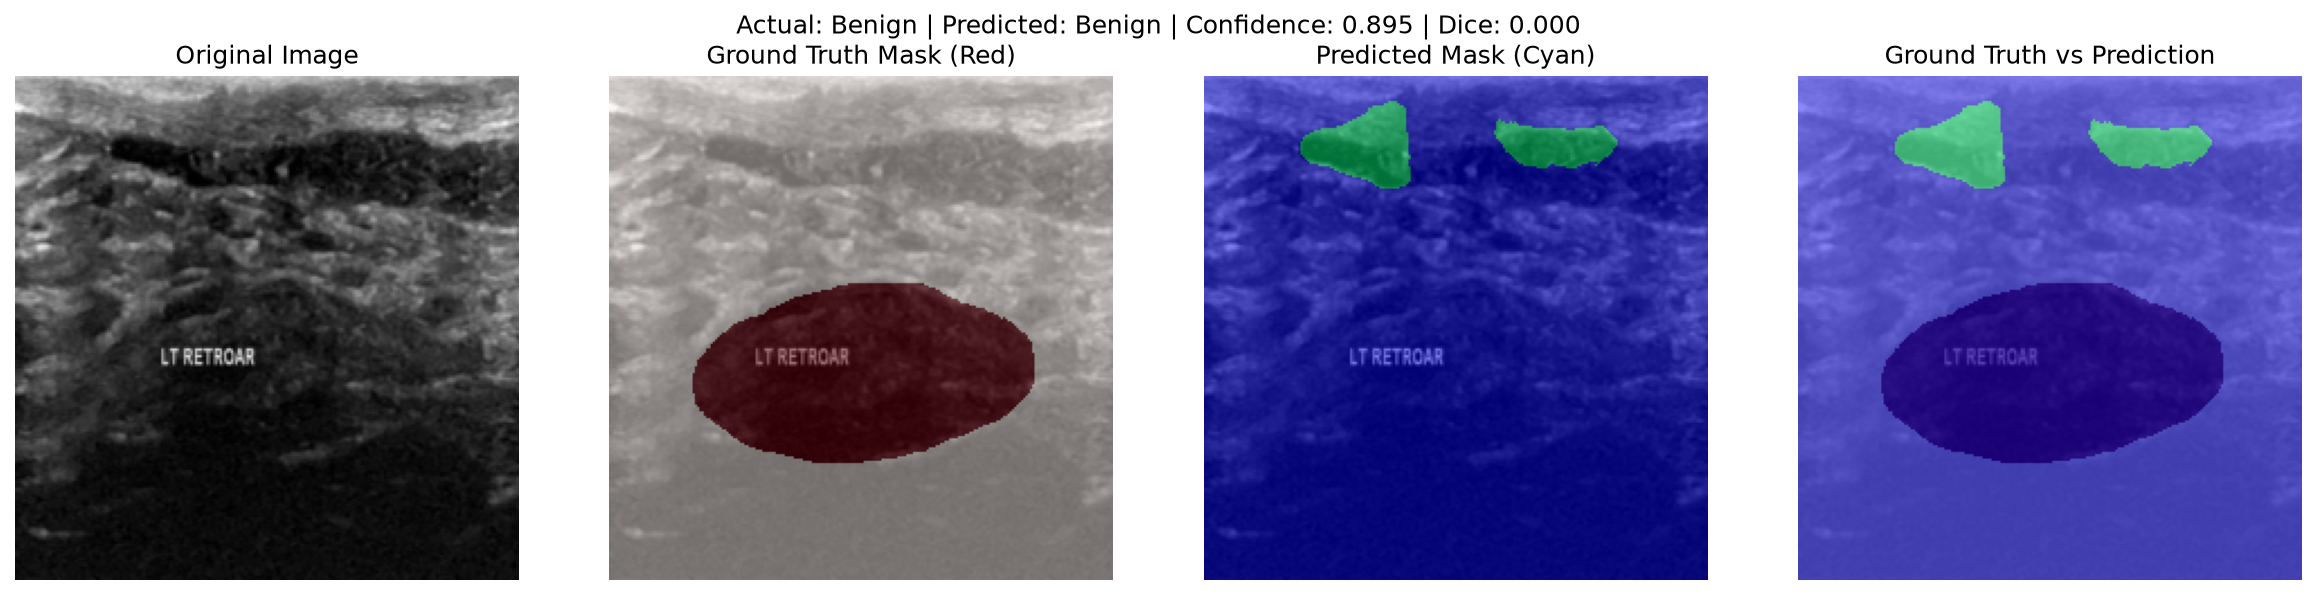 Actual: Benign | Predicted: Benign | Confidence: 0.895 | Dice: 0.000
Original Image
Ground Truth Mask (Red)
Predicted Mask (Cyan)
Ground Truth vs Prediction
LT RETROAR
LT RETROAR
LT RETROAR
LT RETROAR